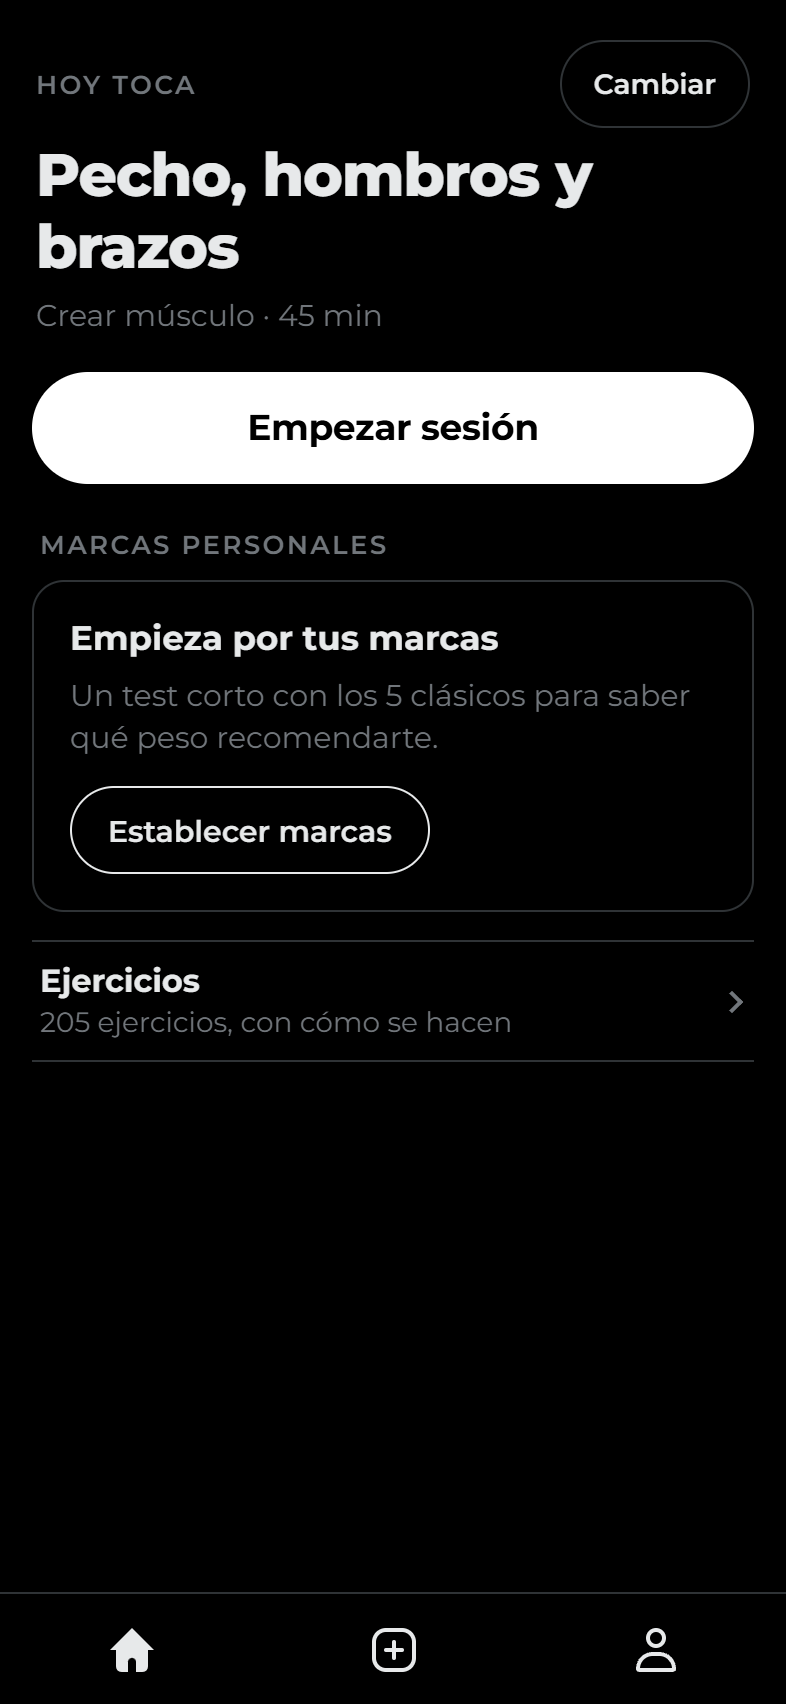 HOY TOCA
Cambiar
Pecho, hombros y
brazos
Crear músculo · 45 min
Empezar sesión
MARCAS PERSONALES
Empieza por tus marcas
Un test corto con los 5 clásicos para saber
qué peso recomendarte.
Establecer marcas
Ejercicios
205 ejercicios, con cómo se hacen